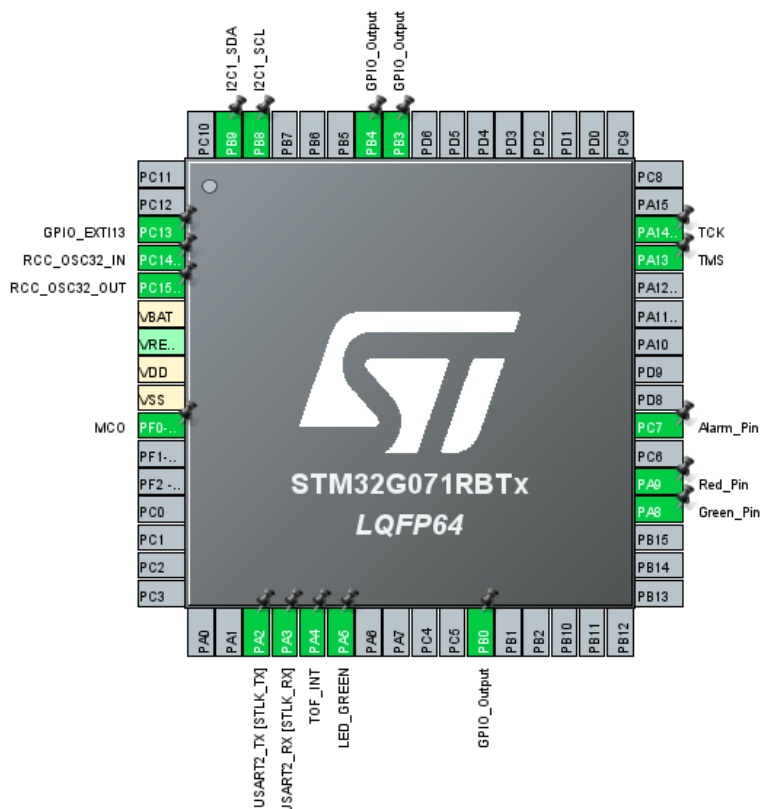 I2C1_SDA
I2C1_SCL
GPIO_Output
GPIO_Output
PC10
PB9
PB8
PB7
PB6
PB5
PB4
PB3
PD6
PD5
PD4
PD3
PD2
PD1
PD0
PC9
PC11
PC12
GPIO_EXTI13 PC13
RCC_OSC32_IN PC14..
RCC_OSC32_OUT PC15..
VBAT
VRE..
VDD
VSS
MCO PF0-..
PF1-..
PF2 -..
PC0
PC1
PC2
PC3
ST
STM32G071RBTx
LQFP64
PC8
PA15
PA14.. TCK
PA13 TMS
PA12..
PA11..
PA10
PD9
PD8
PC7 Alarm_Pin
PC6
PA9 Red_Pin
PA8 Green_Pin
PB15
PB14
PB13
PA0
PA1
PA2
PA3
PA4
PA5
PA6
PA7
PC4
PC5
PB0
PB1
PB2
PB10
PB11
PB12
USART2_TX [STLK_TX]
USART2_RX [STLK_RX]
TOF_INT
LED_GREEN
GPIO_Output